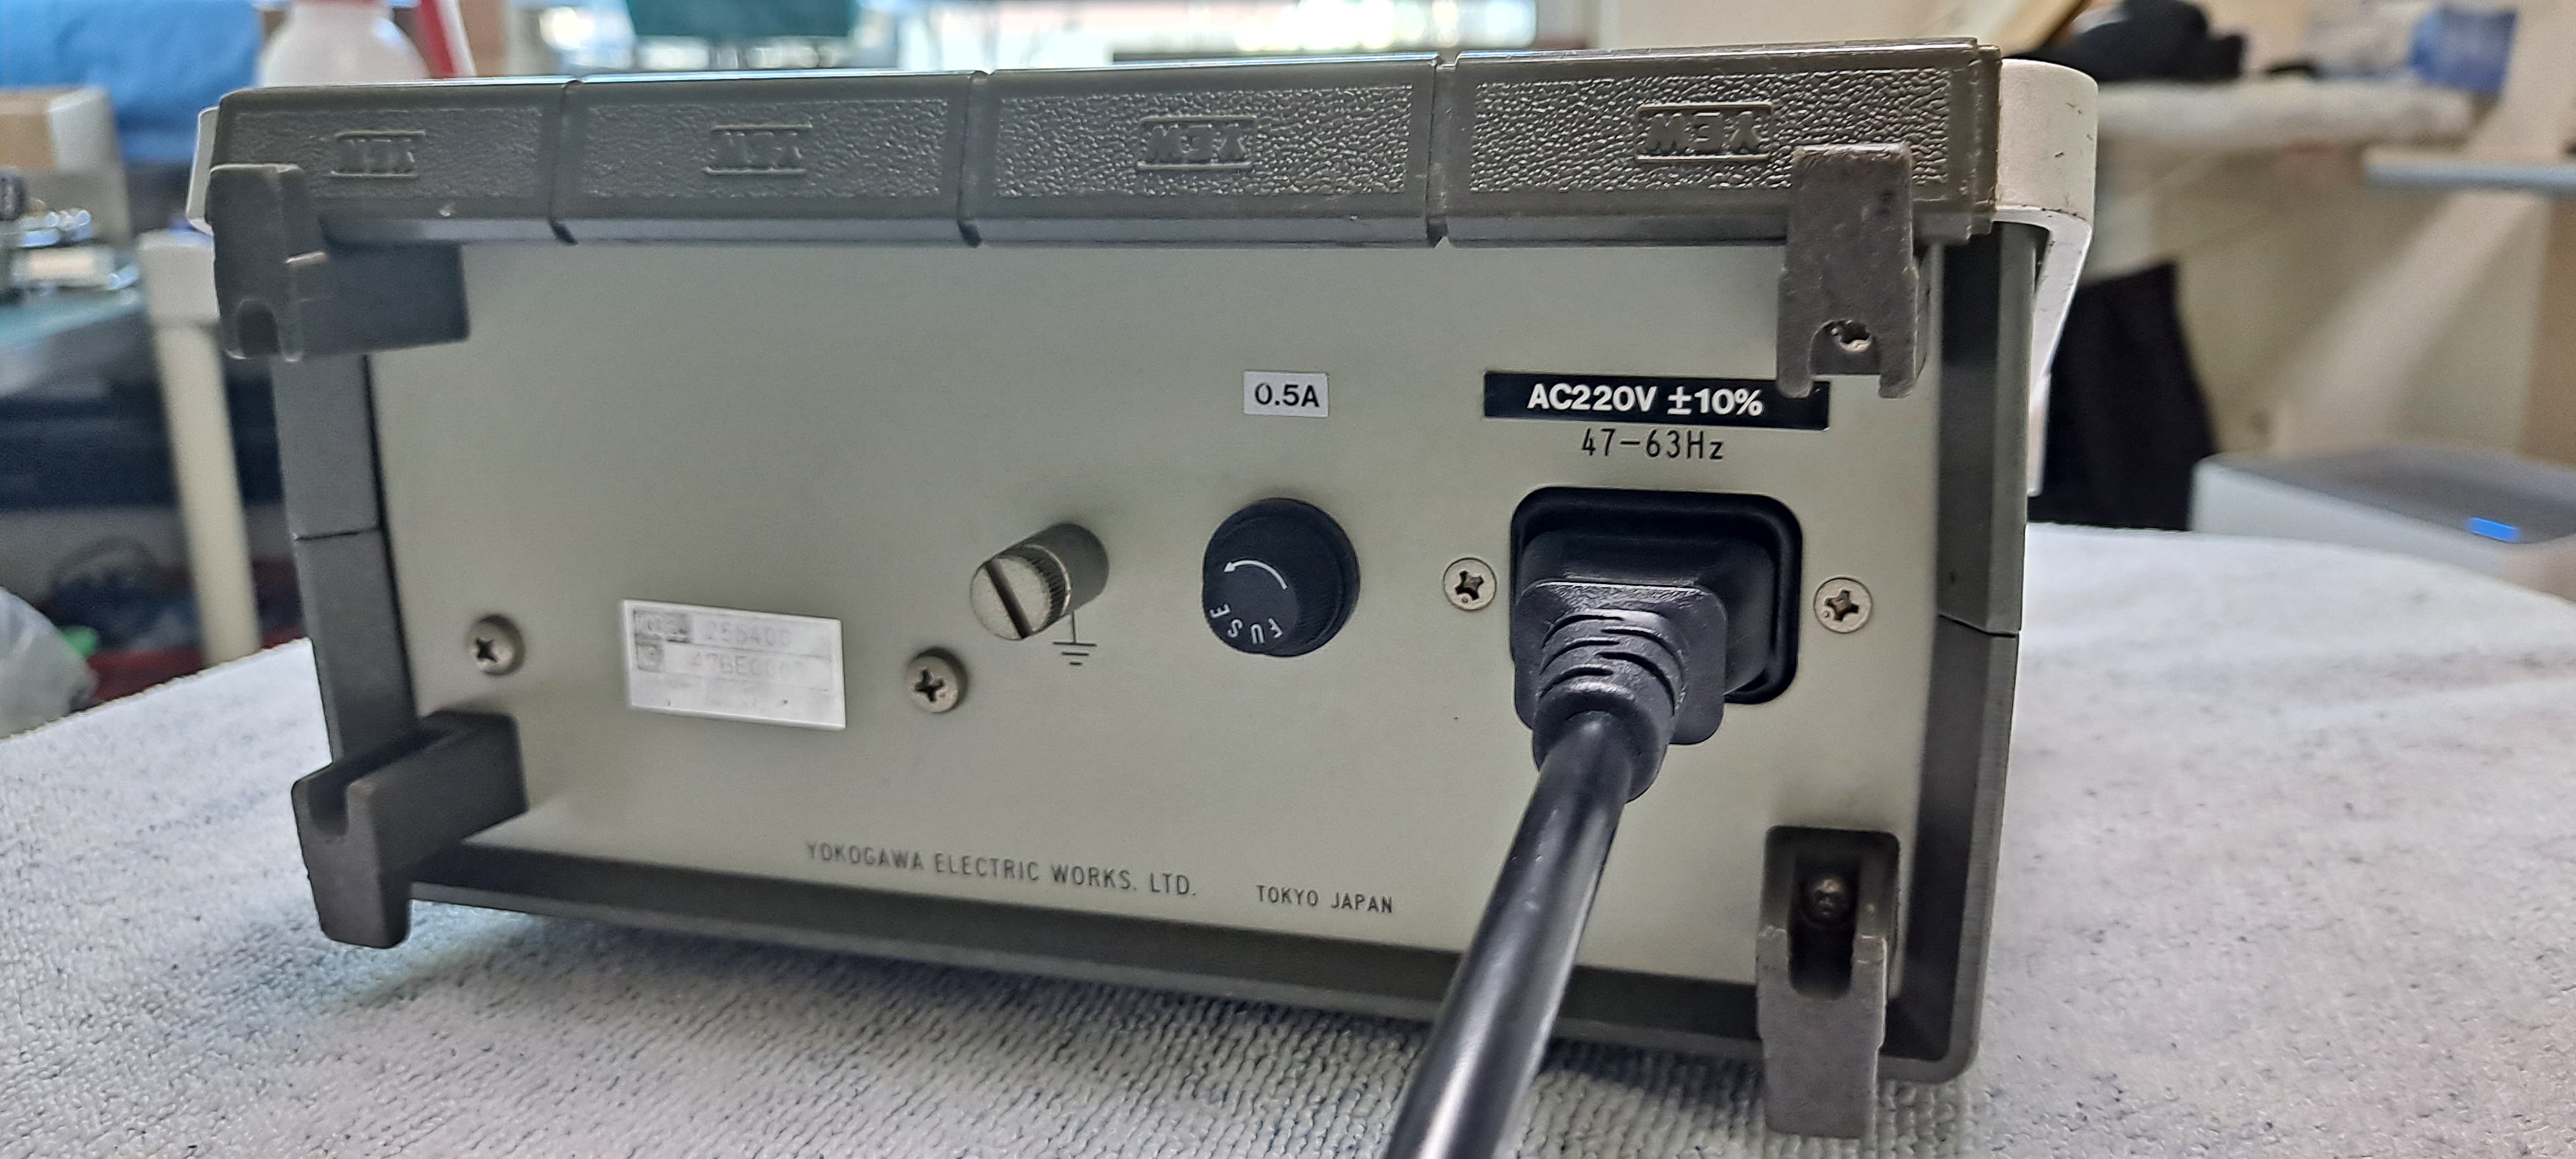 YEW
YEW
YEW
YEW
0.5A
AC220V ±10%
47-63Hz
FUSE
YOKOGAWA ELECTRIC WORKS. LTD.
TOKYO JAPAN